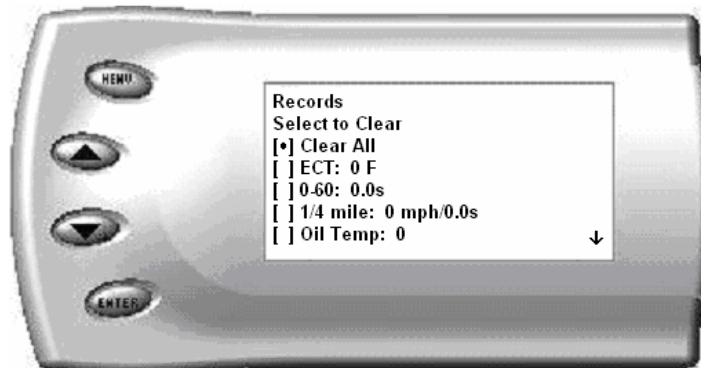 MENU
Records
Select to Clear
[•] Clear All
[ ] ECT: 0 F
[ ] 0-60: 0.0s
[ ] 1/4 mile: 0 mph/0.0s
[ ] Oil Temp: 0
ENTER